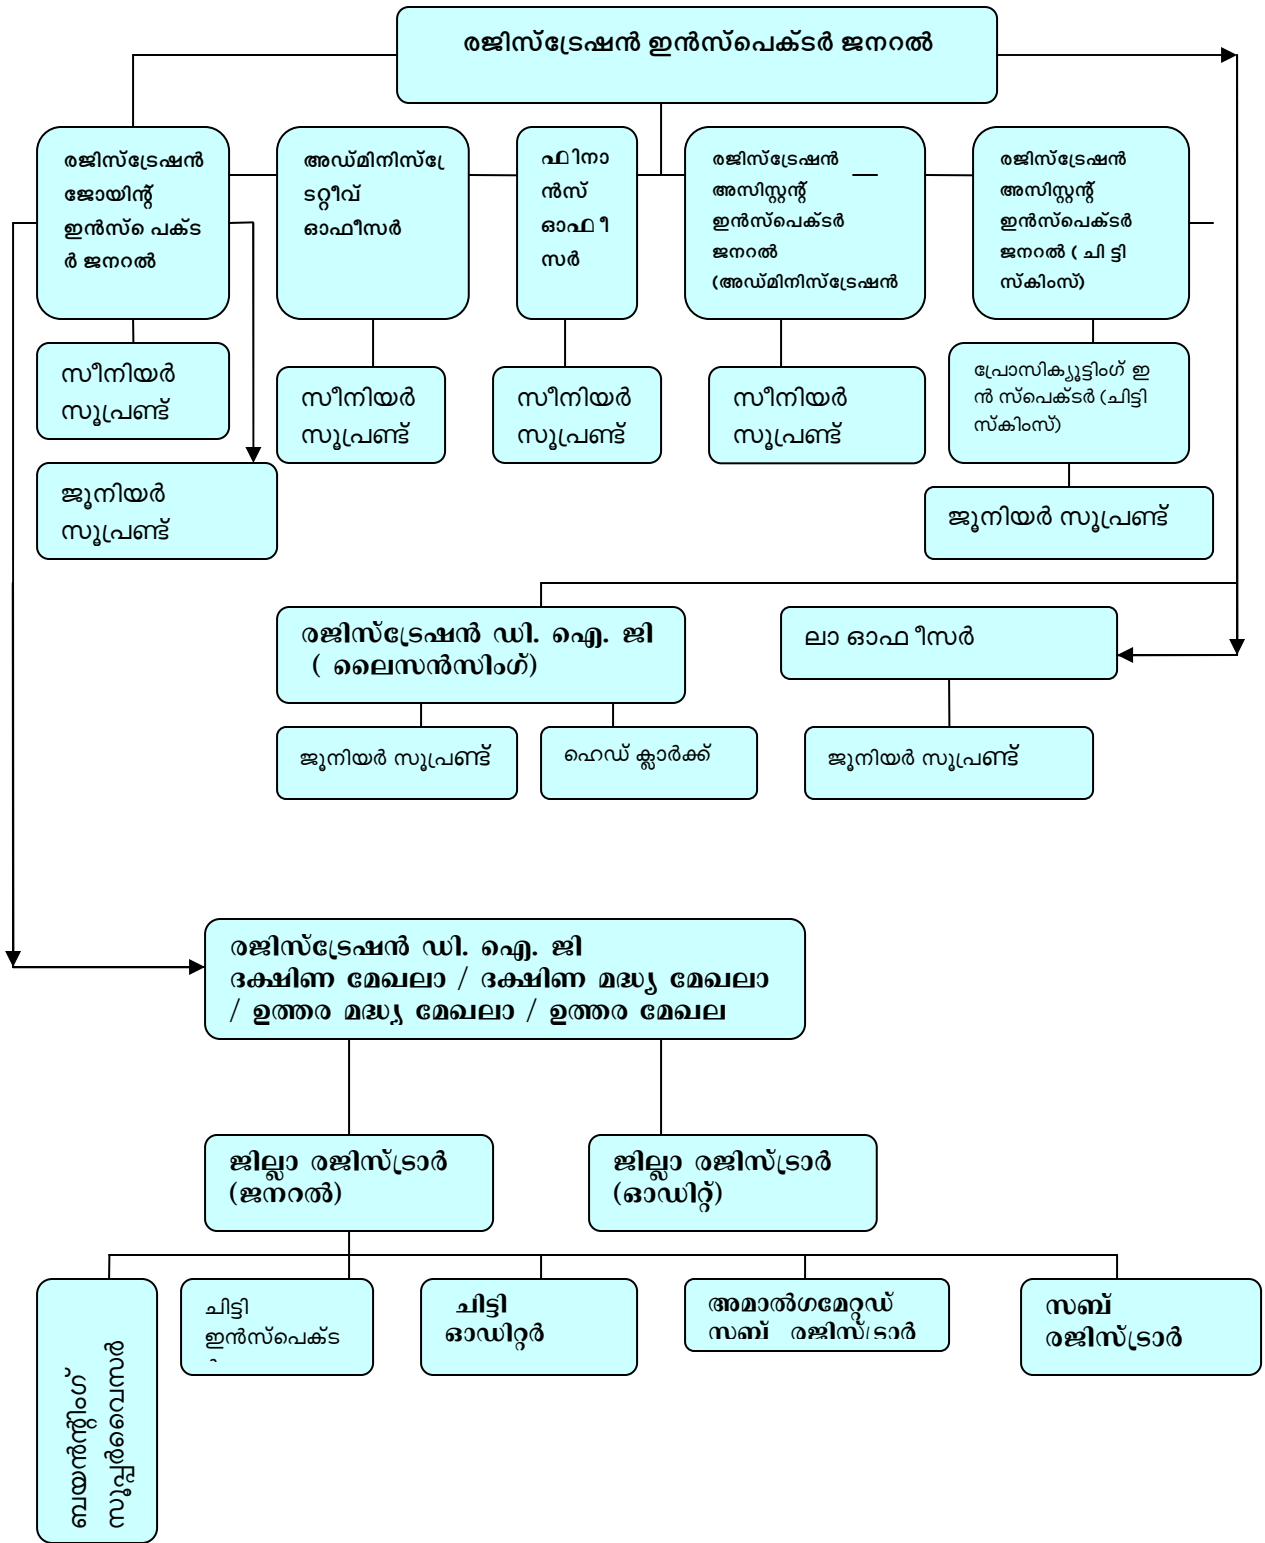 രജിസ്ട്രേഷൻ ഇൻസ്പെക്ടർ ജനറൽ
രജിസ്ട്രേഷൻ
ജോയിന്റ്
ഇൻസ്പെ പക്ട
ർ ജനറൽ
അഡ്മിനിസ്ട്രേ
ടറ്റീവ്
ഓഫീസർ
ഫിനാ
ൻസ്
ഓഫീ
സർ
രജിസ്ട്രേഷൻ
അസിസ്റ്റന്റ്
ഇൻസ്പെക്ടർ
ജനറൽ
(അഡ്മിനിസ്ട്രേഷൻ
രജിസ്ട്രേഷൻ
അസിസ്റ്റന്റ്
ഇൻസ്പെക്ടർ
ജനറൽ ( ചി ട്ടി
സ്കിംസ്)
സീനിയർ
സൂപ്രണ്ട്
സീനിയർ
സൂപ്രണ്ട്
സീനിയർ
സൂപ്രണ്ട്
സീനിയർ
സൂപ്രണ്ട്
പ്രോസിക്യൂട്ടിംഗ് ഇ
ൻ സ്പെക്ടർ (ചിട്ടി
സ്കിംസ്)
ജൂനിയർ
സൂപ്രണ്ട്
ജൂനിയർ സൂപ്രണ്ട്
രജിസ്ട്രേഷൻ ഡി. ഐ. ജി
( ലൈസൻസിംഗ്)
ലാ ഓഫീസർ
ജൂനിയർ സൂപ്രണ്ട്
ഹെഡ് ക്ലാർക്ക്
ജൂനിയർ സൂപ്രണ്ട്
രജിസ്ട്രേഷൻ ഡി. ഐ. ജി
ദക്ഷിണ മേഖലാ / ദക്ഷിണ മദ്ധ്യ മേഖലാ
/ ഉത്തര മദ്ധ്യ മേഖലാ / ഉത്തര മേഖല
ജില്ലാ രജിസ്ട്രാർ
(ജനറൽ)
ജില്ലാ രജിസ്ട്രാർ
(ഓഡിറ്റ്)
ബയൻന്റിംഗ്
സൂപ്പർവൈസർ
ചിട്ടി
ഇൻസ്പെക്ട
ചിട്ടി
ഓഡിറ്റർ
അമാൽഗമേറ്റഡ്
സബ് രജിസ്ട്രാർ
സബ്
രജിസ്ട്രാർ